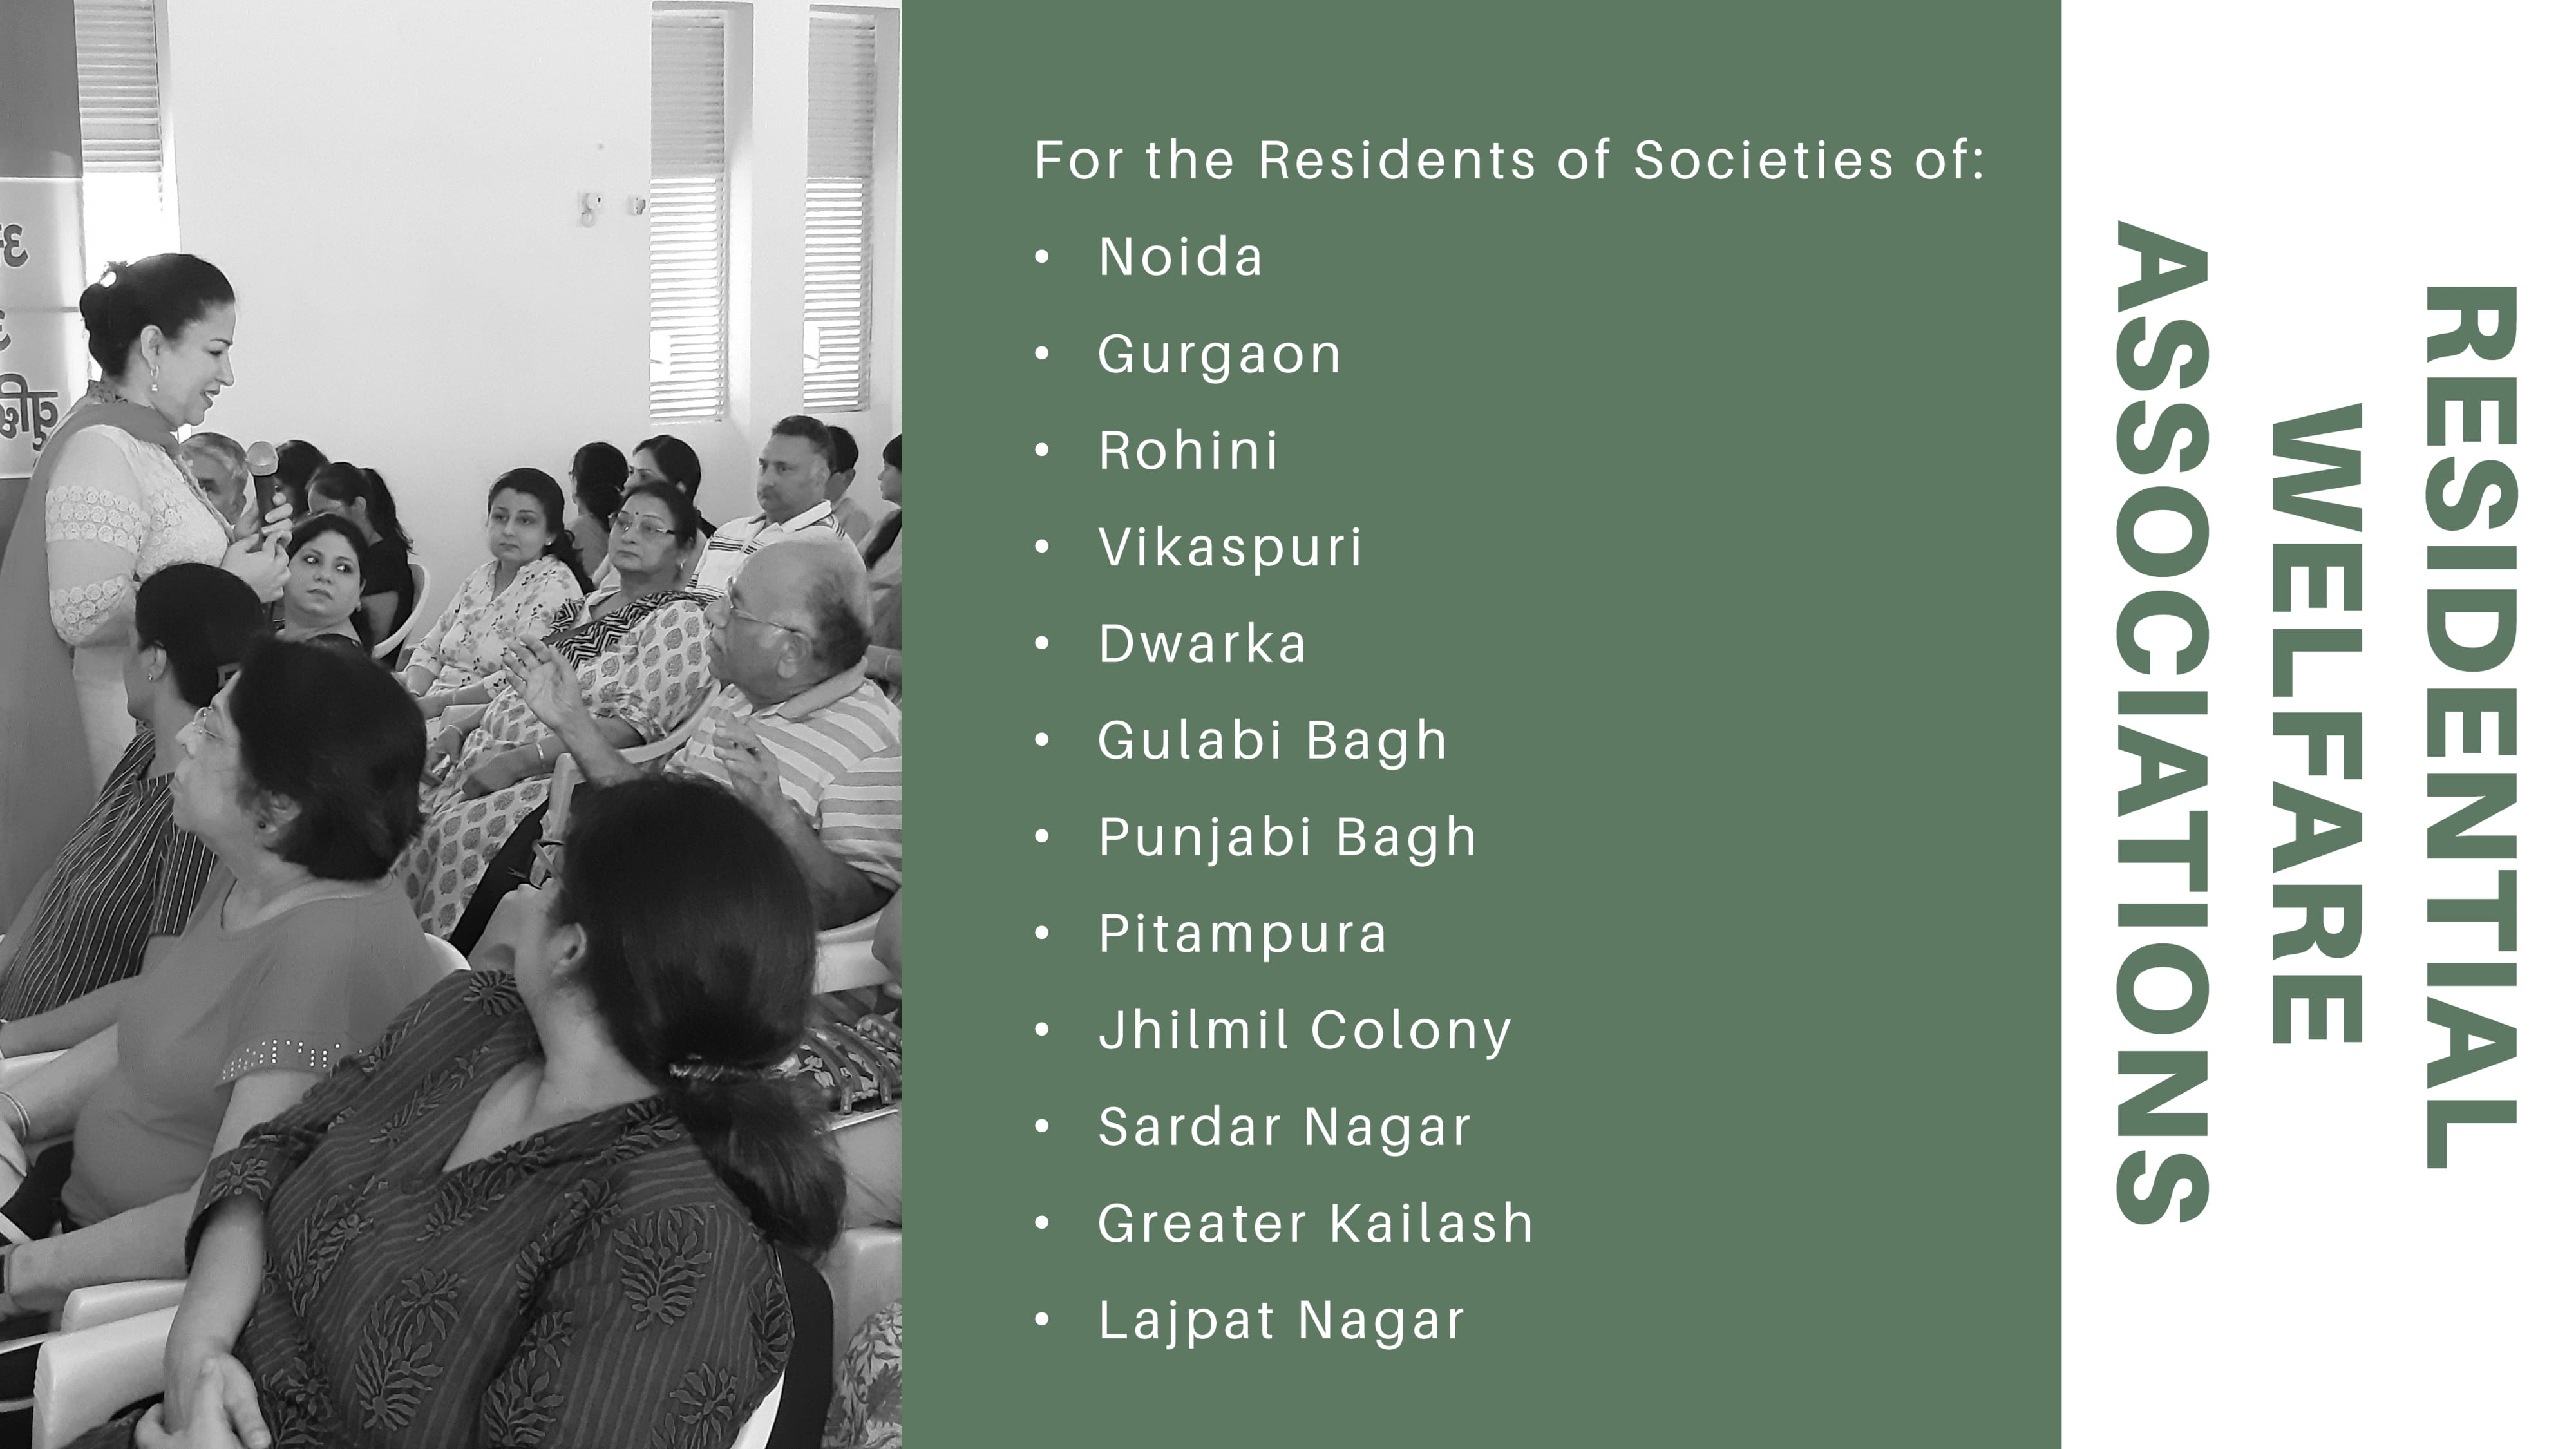 For the Residents of Societies of:
• Noida
• Gurgaon
• Rohini
• Vikaspuri
• Dwarka
• Gulabi Bagh
• Punjabi Bagh
• Pitampura
• Jhilmil Colony
• Sardar Nagar
• Greater Kailash
• Lajpat Nagar
RESIDENTIAL
WELFARE
ASSOCIATIONS